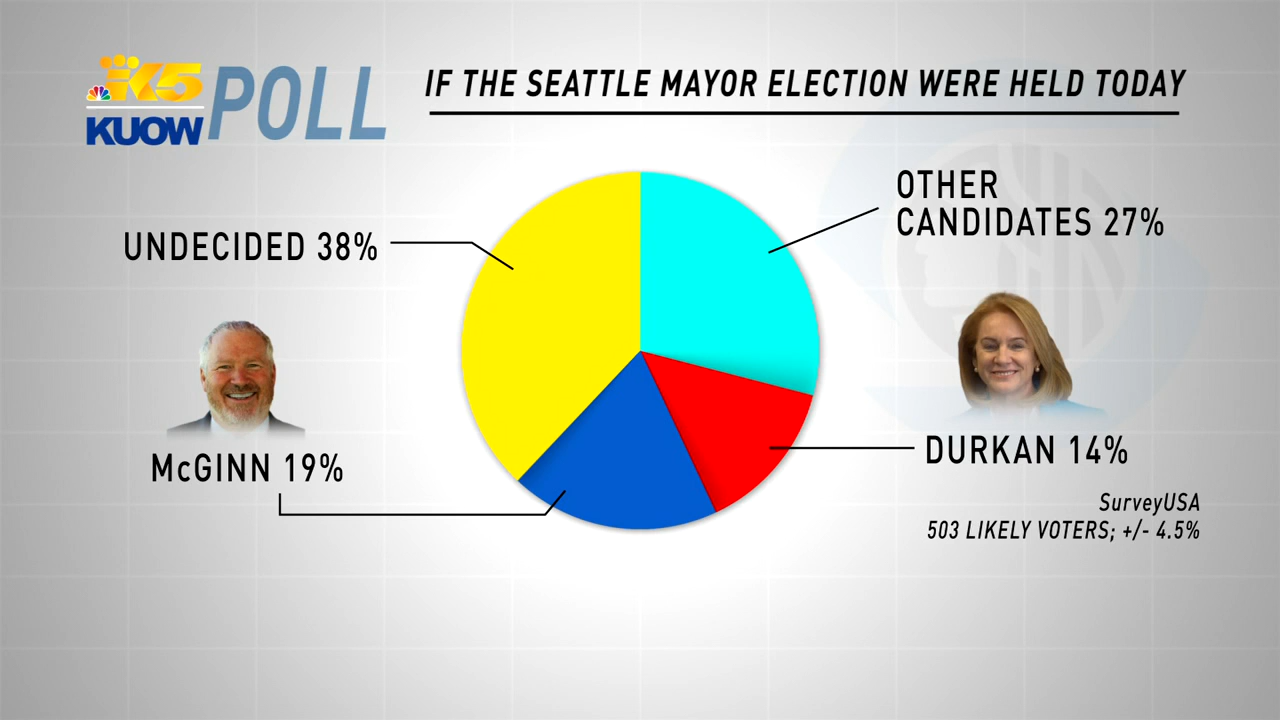 K5
KUOW
POLL
IF THE SEATTLE MAYOR ELECTION WERE HELD TODAY
OTHER
CANDIDATES 27%
UNDECIDED 38%
McGINN 19%
DURKAN 14%
SurveyUSA
503 LIKELY VOTERS; +/- 4.5%